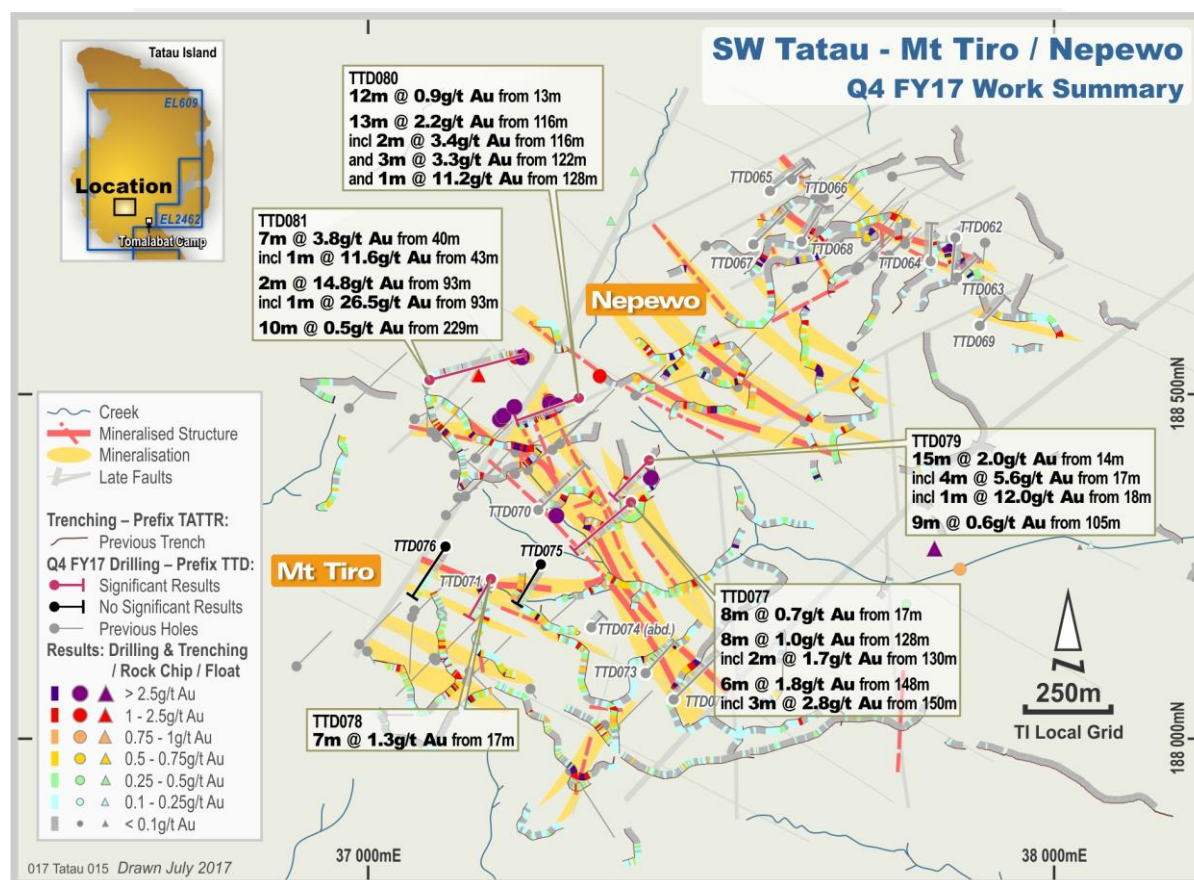 SW Tatau - Mt Tiro / Nepewo
Q4 FY17 Work Summary
Tatau Island
EL609
Location
EL2462
Tomalabat Camp
TTD080
12m @ 0.9g/t Au from 13m
13m @ 2.2g/t Au from 116m
incl 2m @ 3.4g/t Au from 116m
and 3m @ 3.3g/t Au from 122m
and 1m @ 11.2g/t Au from 128m
TTD081
7m @ 3.8g/t Au from 40m
incl 1m @ 11.6g/t Au from 43m
2m @ 14.8g/t Au from 93m
incl 1m @ 26.5g/t Au from 93m
10m @ 0.5g/t Au from 229m
TTD065
TTD066
TTD062
TTD067
TTD068
TTD064
TTD063
TTD069
Nepewo
188 500mN
TTD079
15m @ 2.0g/t Au from 14m
incl 4m @ 5.6g/t Au from 17m
incl 1m @ 12.0g/t Au from 18m
9m @ 0.6g/t Au from 105m
TTD070
TTD076
TTD075
Mt Tiro
TTD071
TTD074 (abd.)
TTD073
TTD077
8m @ 0.7g/t Au from 17m
8m @ 1.0g/t Au from 128m
incl 2m @ 1.7g/t Au from 130m
6m @ 1.8g/t Au from 148m
incl 3m @ 2.8g/t Au from 150m
TTD078
7m @ 1.3g/t Au from 17m
N
250m
TI Local Grid
188 000mN
Creek
Mineralised Structure
Mineralisation
Late Faults
Trenching – Prefix TATTR:
Previous Trench
Q4 FY17 Drilling – Prefix TTD:
Significant Results
No Significant Results
Previous Holes
Results: Drilling & Trenching
/ Rock Chip / Float
> 2.5g/t Au
1 - 2.5g/t Au
0.75 - 1g/t Au
0.5 - 0.75g/t Au
0.25 - 0.5g/t Au
0.1 - 0.25g/t Au
< 0.1g/t Au
017 Tatau 015 Drawn July 2017
37 000mE
38 000mE